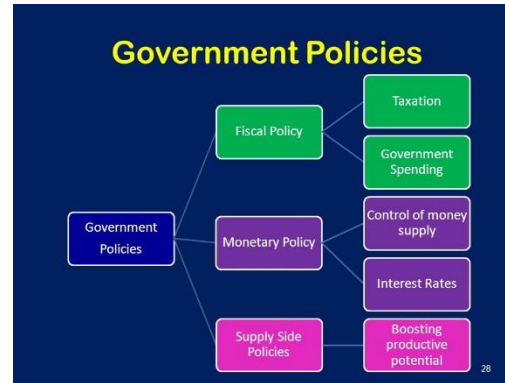 Government Policies
Taxation
Fiscal Policy
Government
Spending
Government
Policies
Control of money
supply
Monetary Policy
Interest Rates
Supply Side
Policies
Boosting
productive
potential
28